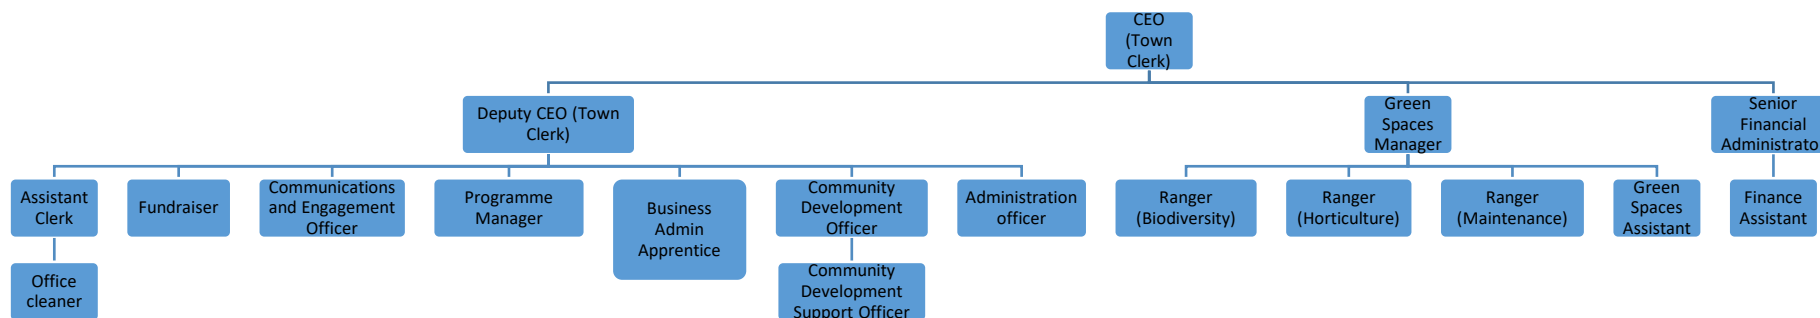 CEO
(Town
Clerk)
Deputy CEO (Town
Clerk)
Green
Spaces
Manager
Senior
Financial
Administrato
Assistant
Clerk
Fundraiser
Communications
and Engagement
Officer
Programme
Manager
Business
Admin
Apprentice
Community
Development
Officer
Administration
officer
Ranger
(Biodiversity)
Ranger
(Horticulture)
Ranger
(Maintenance)
Green
Spaces
Assistant
Finance
Assistant
Office
cleaner
Community
Development
Support Officer